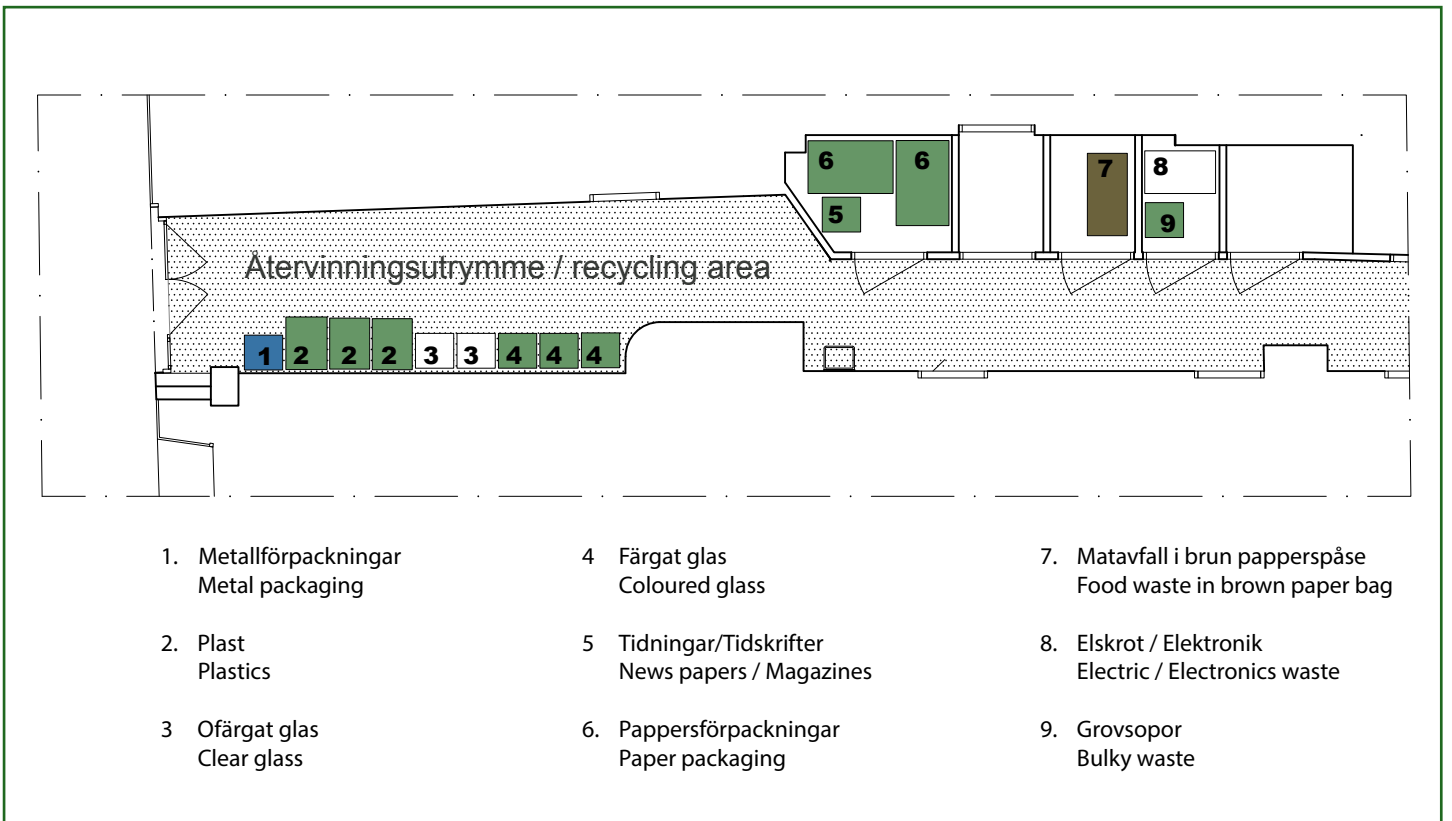 6
6
7
8
5
9
Återvinningsutrymme / recycling area
1 2 2 2 3 3 4 4 4
1. Metallförpackningar
Metal packaging
2. Plast
Plastics
3 Ofärgat glas
Clear glass
4 Färgat glas
Coloured glass
5 Tidningar/Tidskrifter
News papers / Magazines
6. Pappersförpackningar
Paper packaging
7. Matavfall i brun papperspåse
Food waste in brown paper bag
8. Elskrot / Elektronik
Electric / Electronics waste
9. Grovsopor
Bulky waste